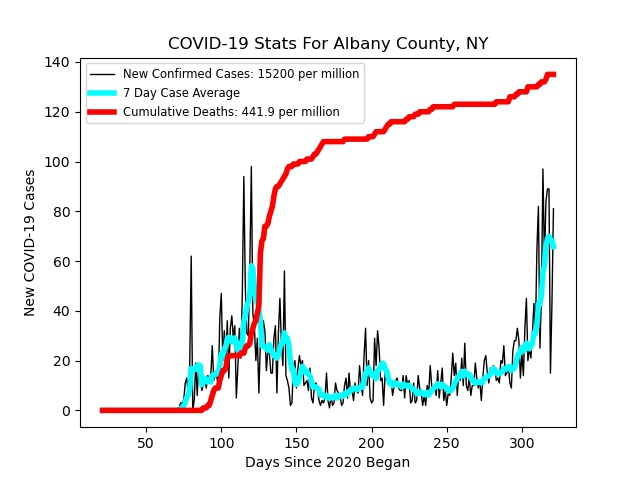 COVID-19 Stats For Albany County, NY
New Confirmed Cases: 15200 per million
7 Day Case Average
Cumulative Deaths: 441.9 per million
New COVID-19 Cases
140
120
100
80
60
40
20
0
50
100
150
200
250
300
Days Since 2020 Began